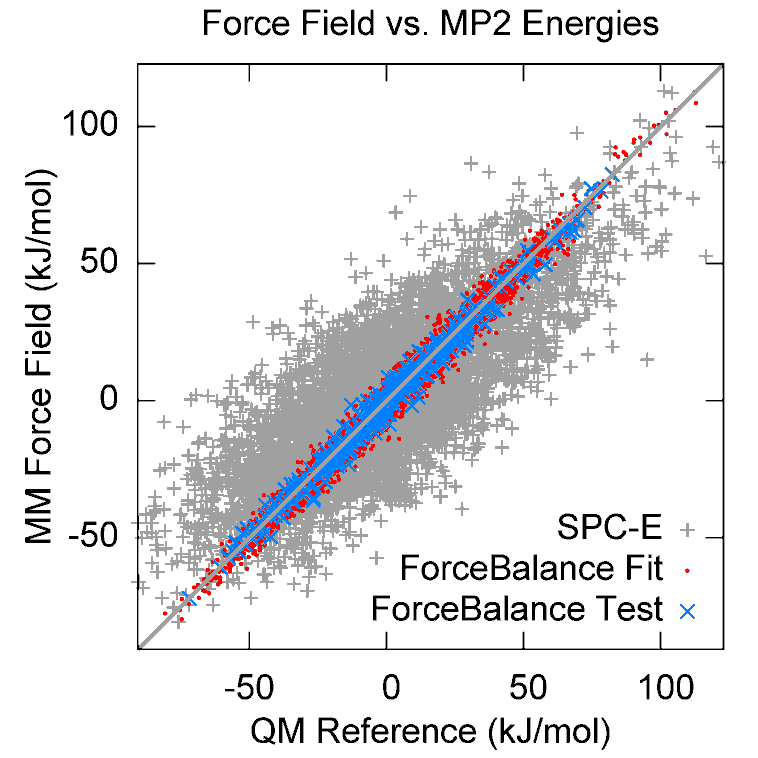 Force Field vs. MP2 Energies
100
50
0
-50
MM Force Field (kJ/mol)
SPC-E
ForceBalance Fit
ForceBalance Test
-50 0 50 100
QM Reference (kJ/mol)